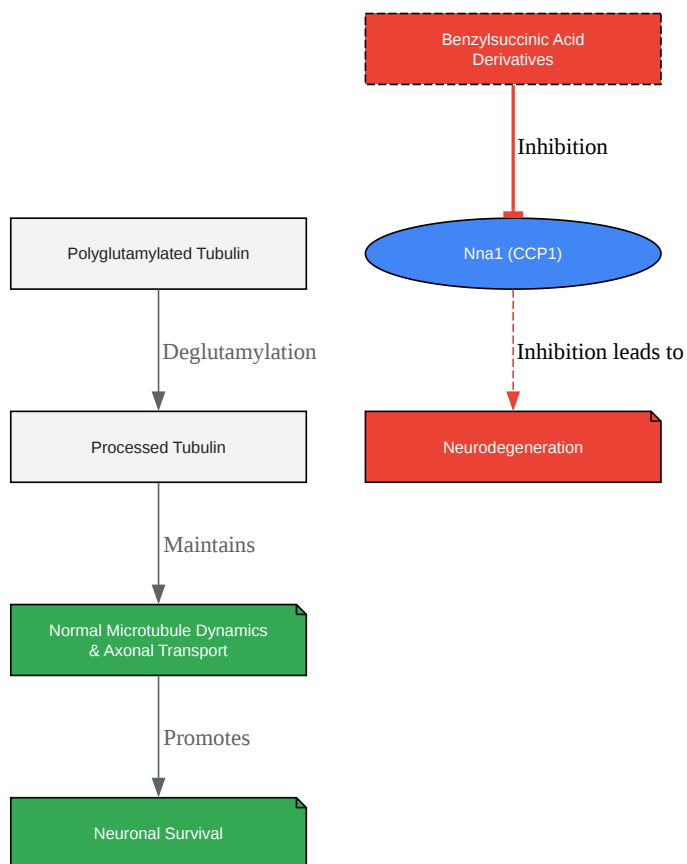 Benzylsuccinic Acid
Derivatives
Inhibition
Polyglutamylated Tubulin
Nna1 (CCP1)
Deglutamylation
Inhibition leads to
Processed Tubulin
Neurodegeneration
Maintains
Normal Microtubule Dynamics
& Axonal Transport
Promotes
Neuronal Survival